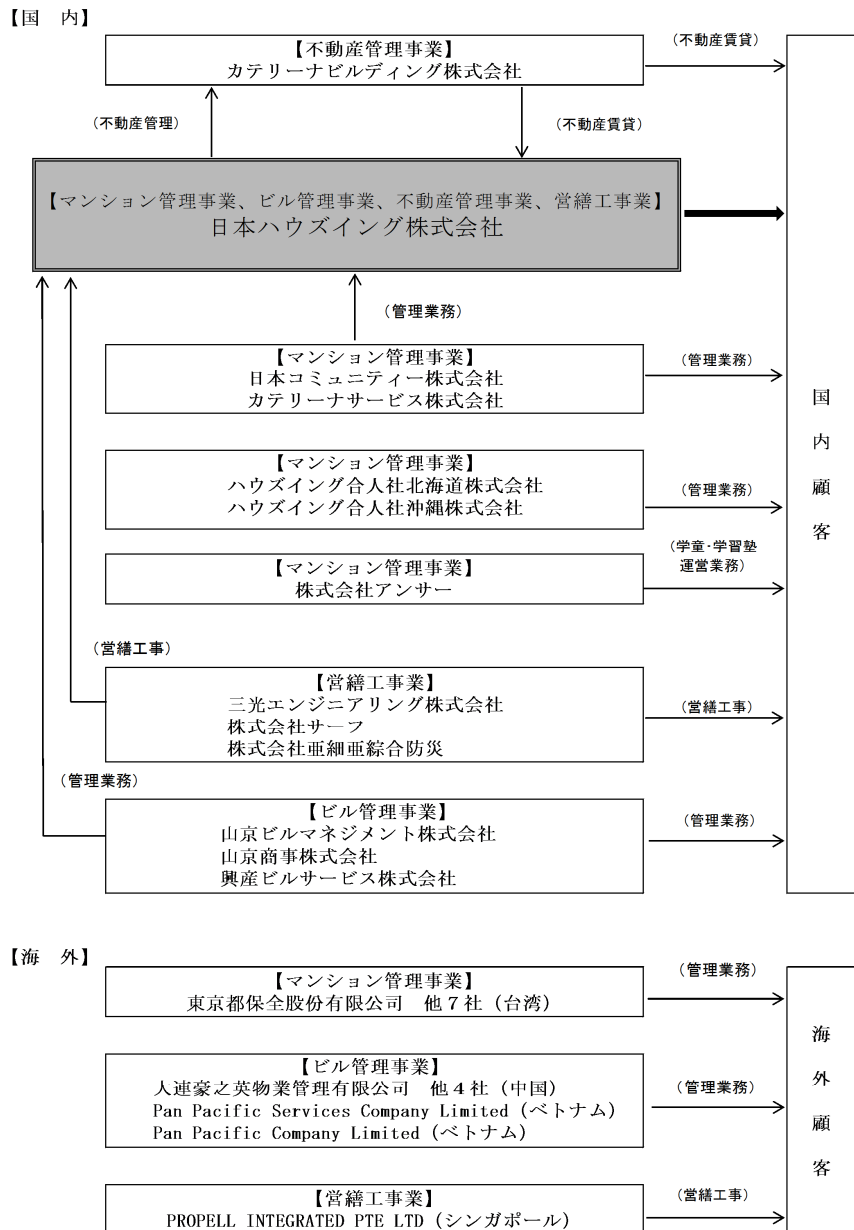 【国　内】
【不動産管理事業】
カテリーナビルディング株式会社
（不動産賃貸）
（不動産管理）
（不動産賃貸）
【マンション管理事業、ビル管理事業、不動産管理事業、営繕工事業】
日本ハウズイング株式会社
（管理業務）
【マンション管理事業】
日本コミュニティー株式会社
カテリーナサービス株式会社
（管理業務）
【マンション管理事業】
ハウズイング合人社北海道株式会社
ハウズイング合人社沖縄株式会社
（管理業務）
【マンション管理事業】
株式会社アンサー
（学童・学習塾
運営業務）
（営繕工事）
【営繕工事業】
三光エンジニアリング株式会社
株式会社サーフ
株式会社亜細亜綜合防災
（営繕工事）
（管理業務）
【ビル管理事業】
山京ビルマネジメント株式会社
山京商事株式会社
興産ビルサービス株式会社
（管理業務）
国内顧客
【海　外】
【マンション管理事業】
東京都保全股份有限公司　他７社（台湾）
（管理業務）
【ビル管理事業】
人連豪之英物業管理有限公司　他４社（中国）
Pan Pacific Services Company Limited（ベトナム）
Pan Pacific Company Limited（ベトナム）
（管理業務）
【営繕工事業】
PROPELL INTEGRATED PTE LTD（シンガポール）
（営繕工事）
海外顧客